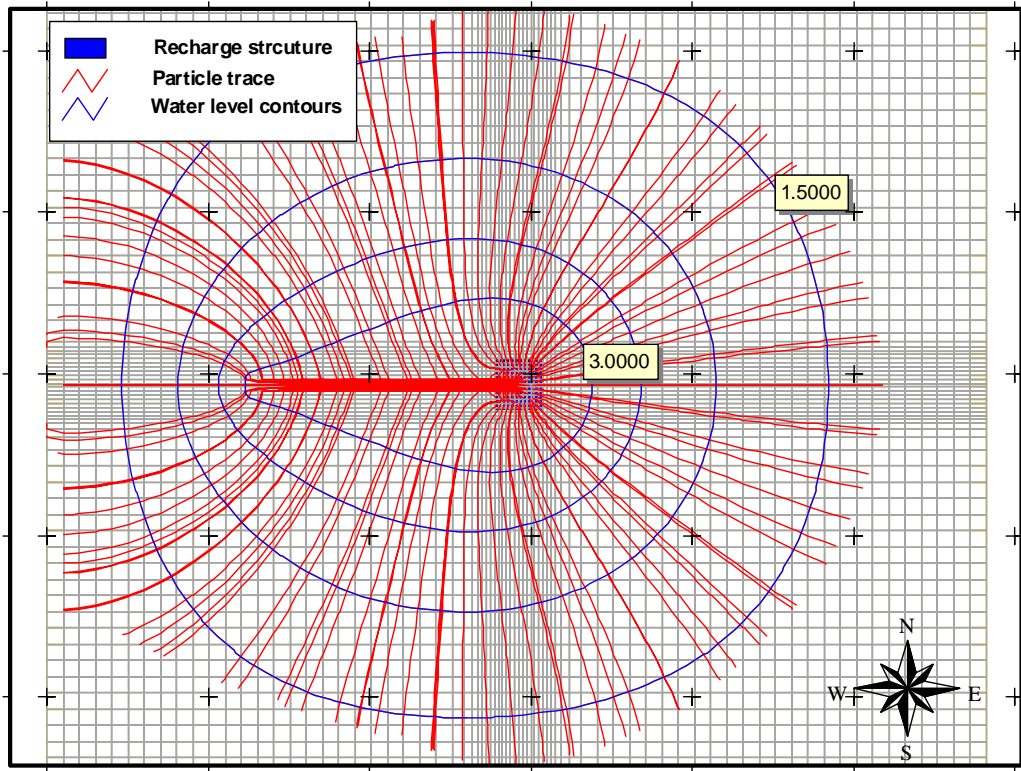 Recharge strcuture
Particle trace
Water level contours
1.5000
3.0000
N
W
E
S